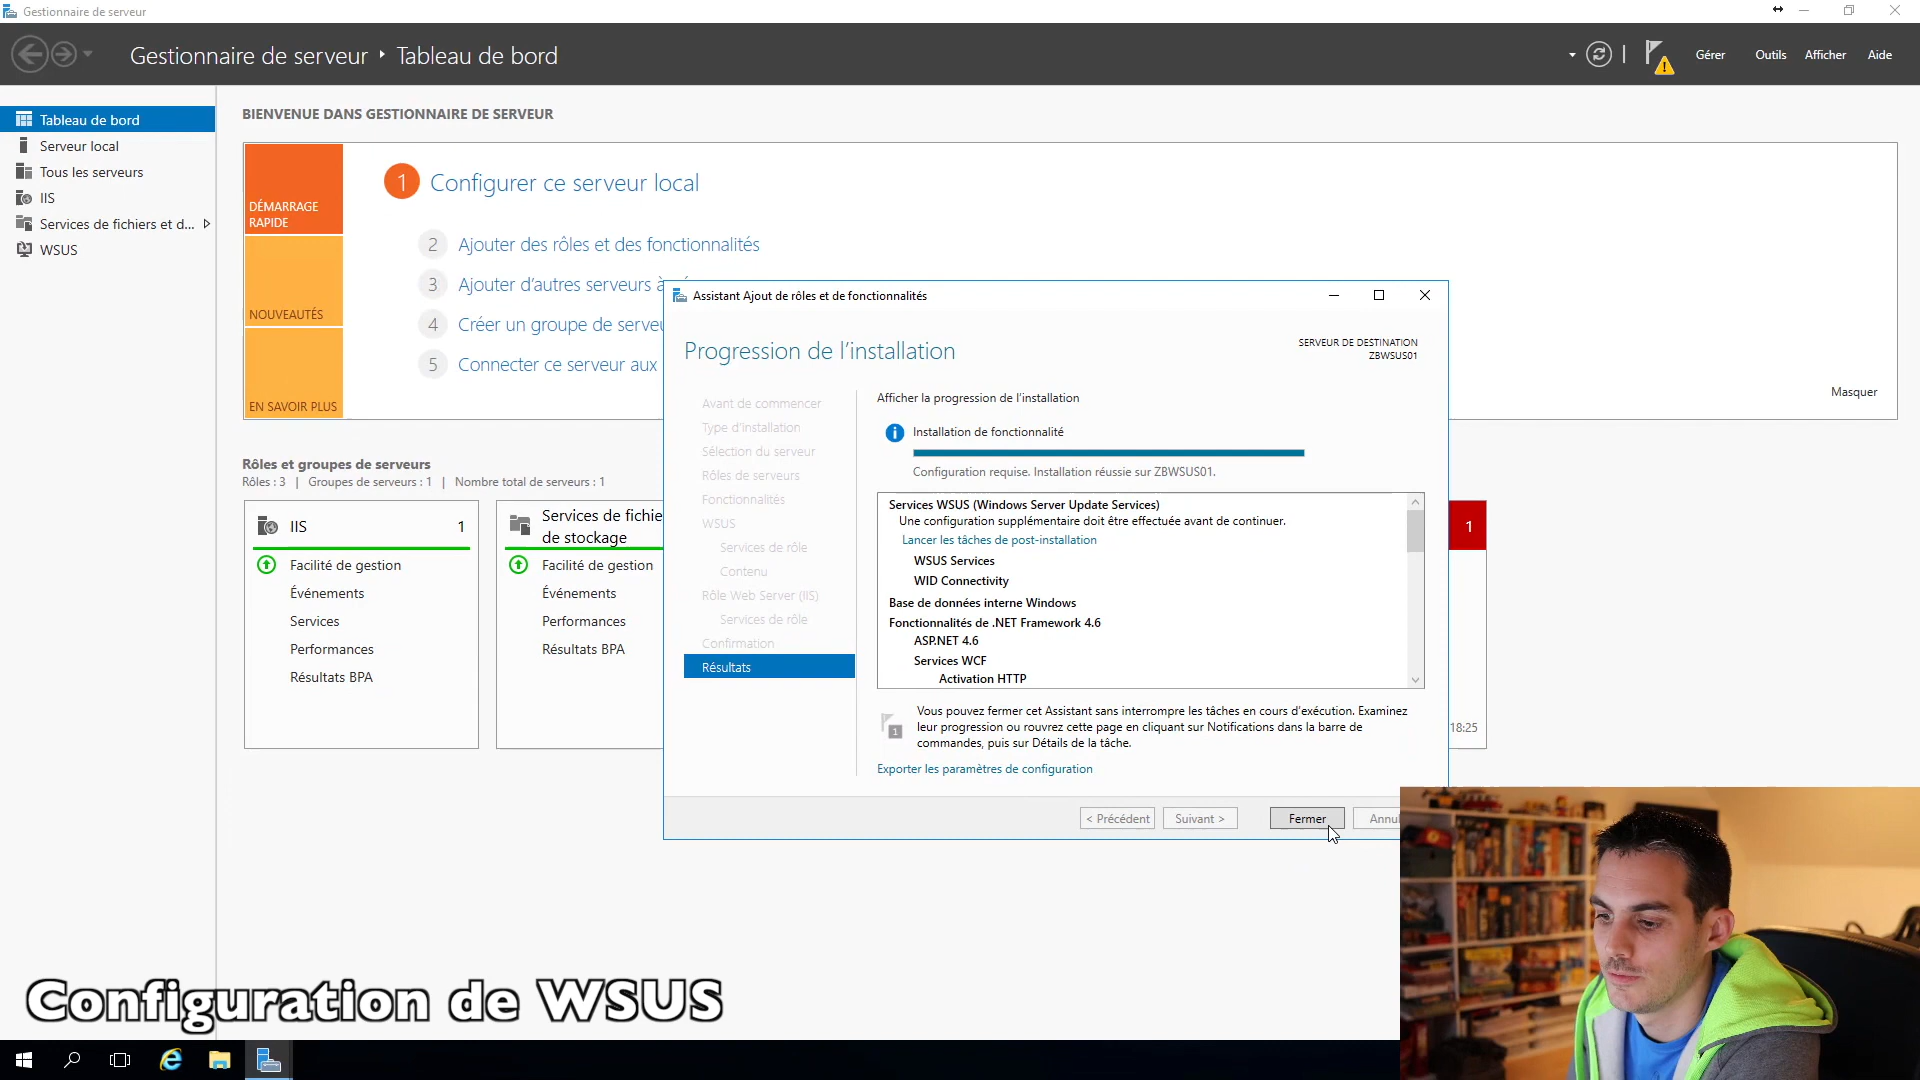 Gestionnaire de serveur
Gestionnaire de serveur ‣ Tableau de bord
Gérer
Outils
Afficher
Aide
Tableau de bord
Serveur local
Tous les serveurs
IIS
Services de fichiers et d...
WSUS
BIENVENUE DANS GESTIONNAIRE DE SERVEUR
DÉMARRAGE
RAPIDE
NOUVEAUTÉS
EN SAVOIR PLUS
1 Configurer ce serveur local
2 Ajouter des rôles et des fonctionnalités
3 Ajouter d'autres serveurs à
4 Créer un groupe de serveu
5 Connecter ce serveur aux
Masquer
Rôles et groupes de serveurs
Rôles : 3 | Groupes de serveurs : 1 | Nombre total de serveurs : 1
IIS 1
Facilité de gestion
Événements
Services
Performances
Résultats BPA
Services de fichie
de stockage
Facilité de gestion
Événements
Performances
Résultats BPA
1
18:25
Assistant Ajout de rôles et de fonctionnalités
Progression de l'installation
SERVEUR DE DESTINATION
ZBWSUS01
Avant de commencer
Type d'installation
Sélection du serveur
Rôles de serveurs
Fonctionnalités
WSUS
Services de rôle
Contenu
Rôle Web Server (IIS)
Services de rôle
Confirmation
Résultats
Afficher la progression de l'installation
Installation de fonctionnalité
Configuration requise. Installation réussie sur ZBWSUS01.
Services WSUS (Windows Server Update Services)
Une configuration supplémentaire doit être effectuée avant de continuer.
Lancer les tâches de post-installation
WSUS Services
WID Connectivity
Base de données interne Windows
Fonctionnalités de .NET Framework 4.6
ASP.NET 4.6
Services WCF
Activation HTTP
1
Vous pouvez fermer cet Assistant sans interrompre les tâches en cours d'exécution. Examinez
leur progression ou rouvrez cette page en cliquant sur Notifications dans la barre de
commandes, puis sur Détails de la tâche.
Exporter les paramètres de configuration
< Précédent
Suivant >
Fermer
Annul
Configuration de WSUS